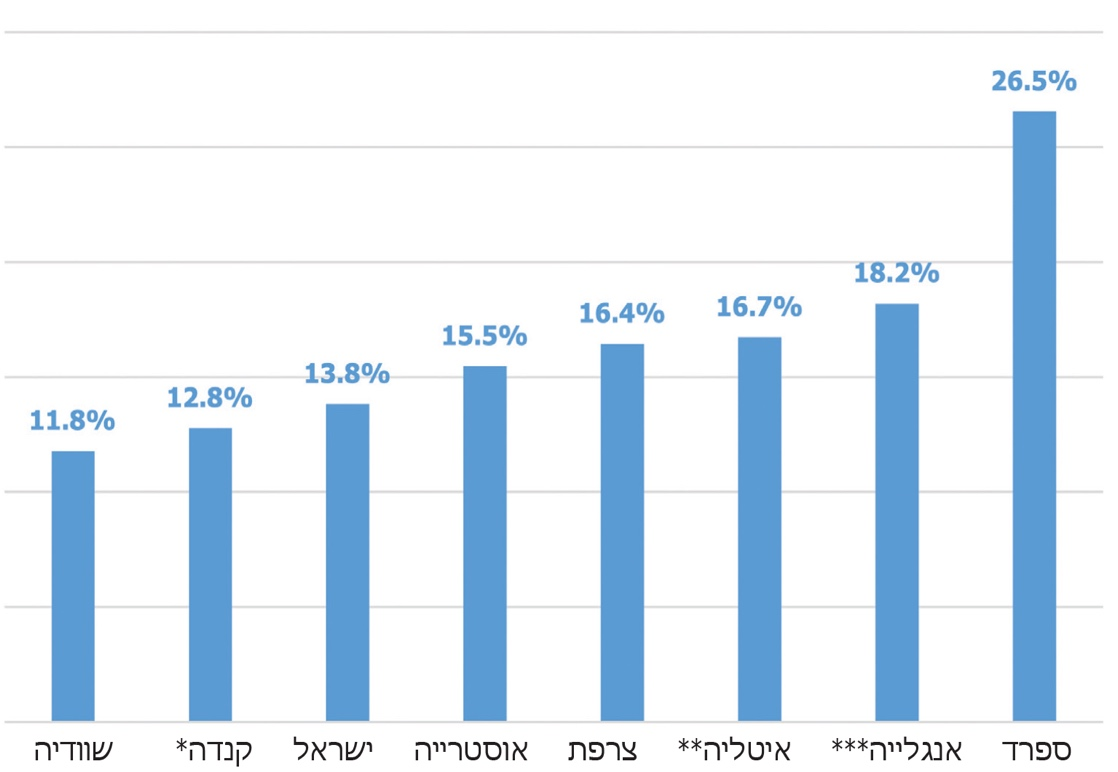 26.5%
18.2%
16.7%
16.4%
15.5%
13.8%
12.8%
11.8%
ספרד
אנגלייה***
איטליה**
צרפת
אוסטרייה
ישראל
קנדה*
שוודיה